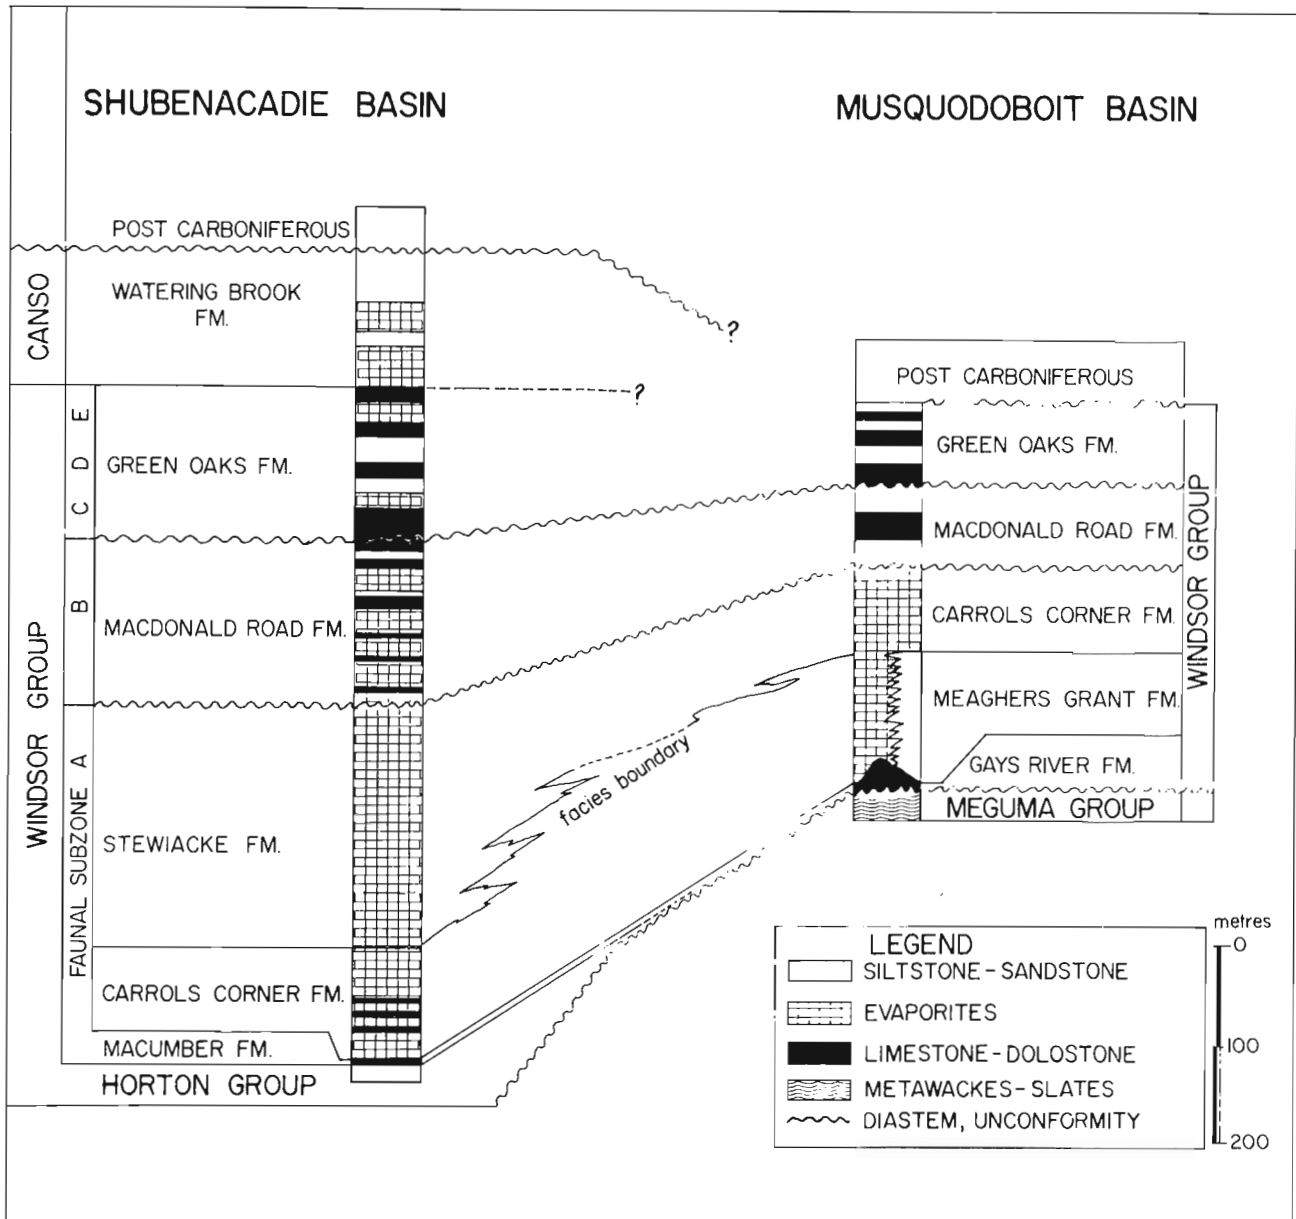 SHUBENACADIE BASIN
MUSQUODOBOIT BASIN
POST CARBONIFEROUS
CANSO
WATERING BROOK
FM.
?
?
WINDSOR GROUP
C D E
GREEN OAKS FM.
B
MACDONALD ROAD FM.
FAUNAL SUBZONE A
STEWIACKE FM.
CARROLS CORNER FM.
MACUMBER FM.
HORTON GROUP
facies boundary
POST CARBONIFEROUS
GREEN OAKS FM.
MACDONALD ROAD FM.
CARROLS CORNER FM.
MEAGHERS GRANT FM.
GAYS RIVER FM.
MEGUMA GROUP
WINDSOR GROUP
LEGEND
SILTSTONE-SANDSTONE
EVAPORITES
LIMESTONE-DOLOSTONE
METAWACKES-SLATES
DIASTEM, UNCONFORMITY
metres
0
100
200